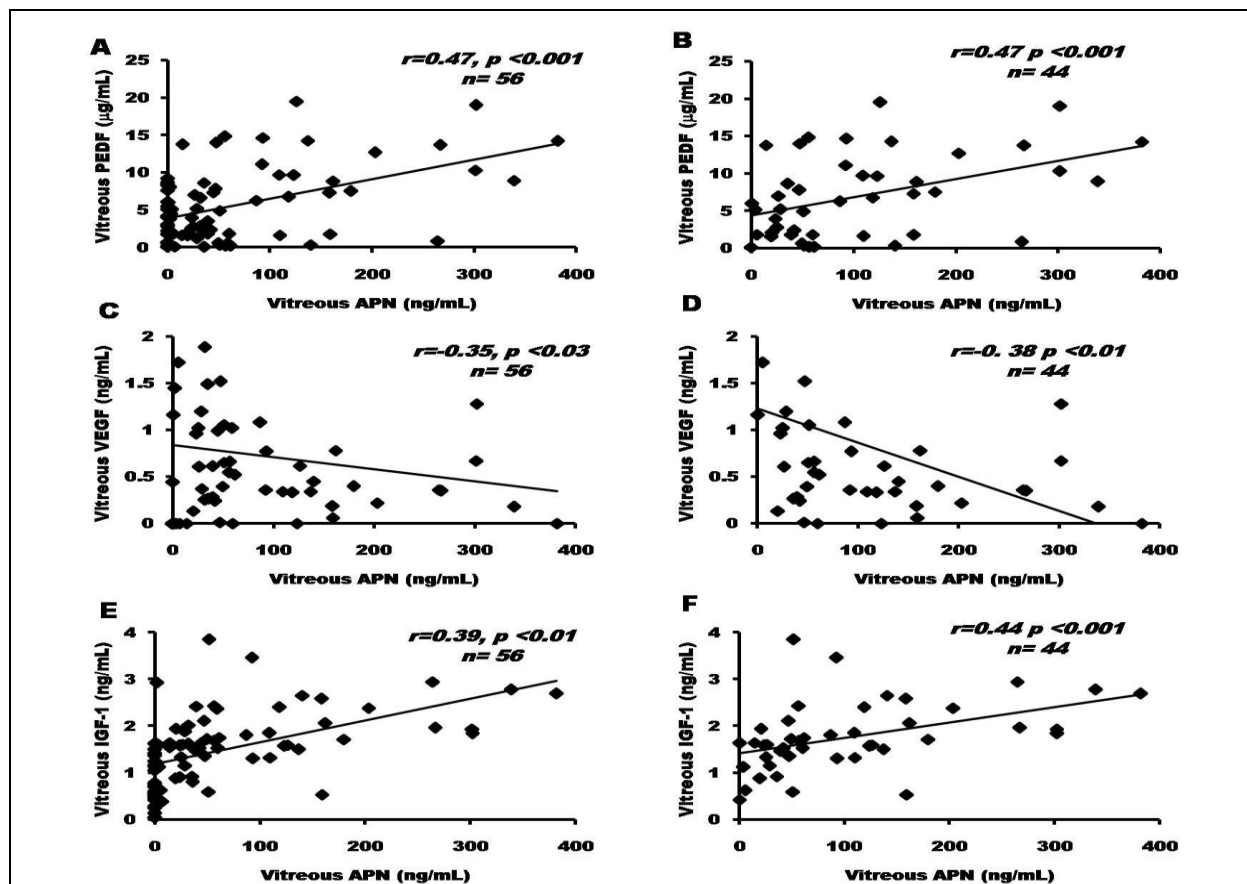 A
r=0.47, p <0.001
n= 56
Vitreous PEDF (µg/mL)
25
20
15
10
5
0
0 100 200 300 400
Vitreous APN (ng/mL)
B
r=0.47 p <0.001
n= 44
Vitreous PEDF (µg/mL)
25
20
15
10
5
0
0 100 200 300 400
Vitreous APN (ng/mL)
C
r=-0.35, p <0.03
n= 56
Vitreous VEGF (ng/mL)
2
1.5
1
0.5
0
0 100 200 300 400
Vitreous APN (ng/mL)
D
r=-0. 38 p <0.01
n= 44
Vitreous VEGF (ng/mL)
2
1.5
1
0.5
0
0 100 200 300 400
Vitreous APN (ng/mL)
E
r=0.39, p <0.01
n= 56
Vitreous IGF-1 (ng/mL)
4
3
2
1
0
0 100 200 300 400
Vitreous APN (ng/mL)
F
r=0.44 p <0.001
n= 44
Vitreous IGF-1 (ng/mL)
4
3
2
1
0
0 100 200 300 400
Vitreous APN (ng/mL)